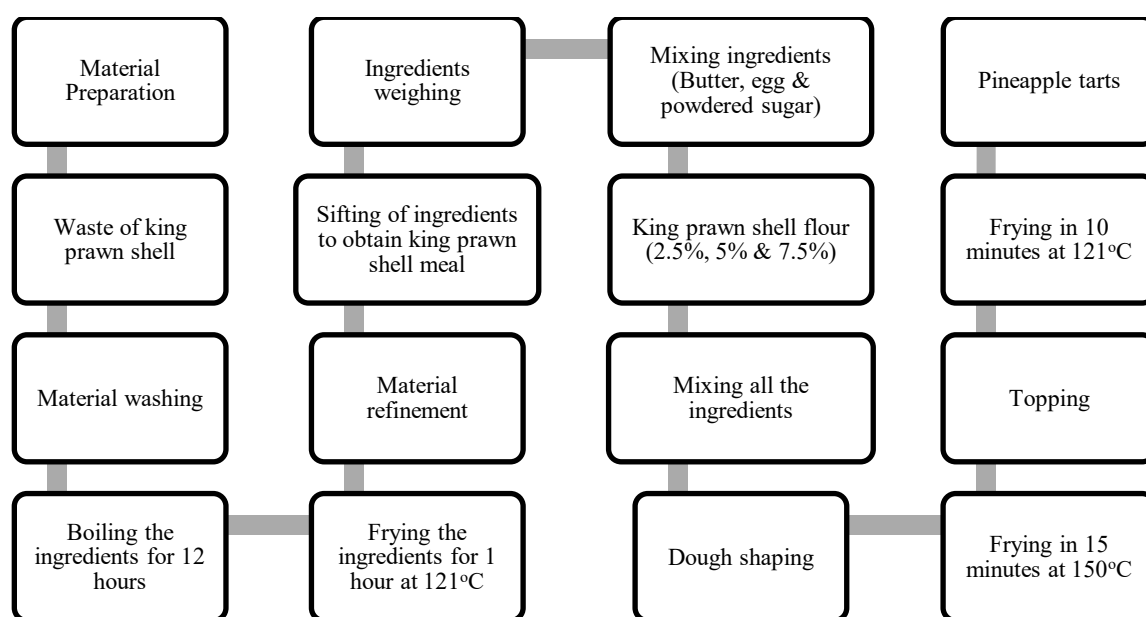 Material
Preparation
Waste of king
prawn shell
Material washing
Boiling the
ingredients for 12
hours
Frying the
ingredients for 1
hour at 121°C
Material
refinement
Sifting of ingredients
to obtain king prawn
shell meal
Ingredients
weighing
Mixing ingredients
(Butter, egg &
powdered sugar)
King prawn shell flour
(2.5%, 5% & 7.5%)
Mixing all the
ingredients
Dough shaping
Frying in 15
minutes at 150°C
Topping
Frying in 10
minutes at 121°C
Pineapple tarts